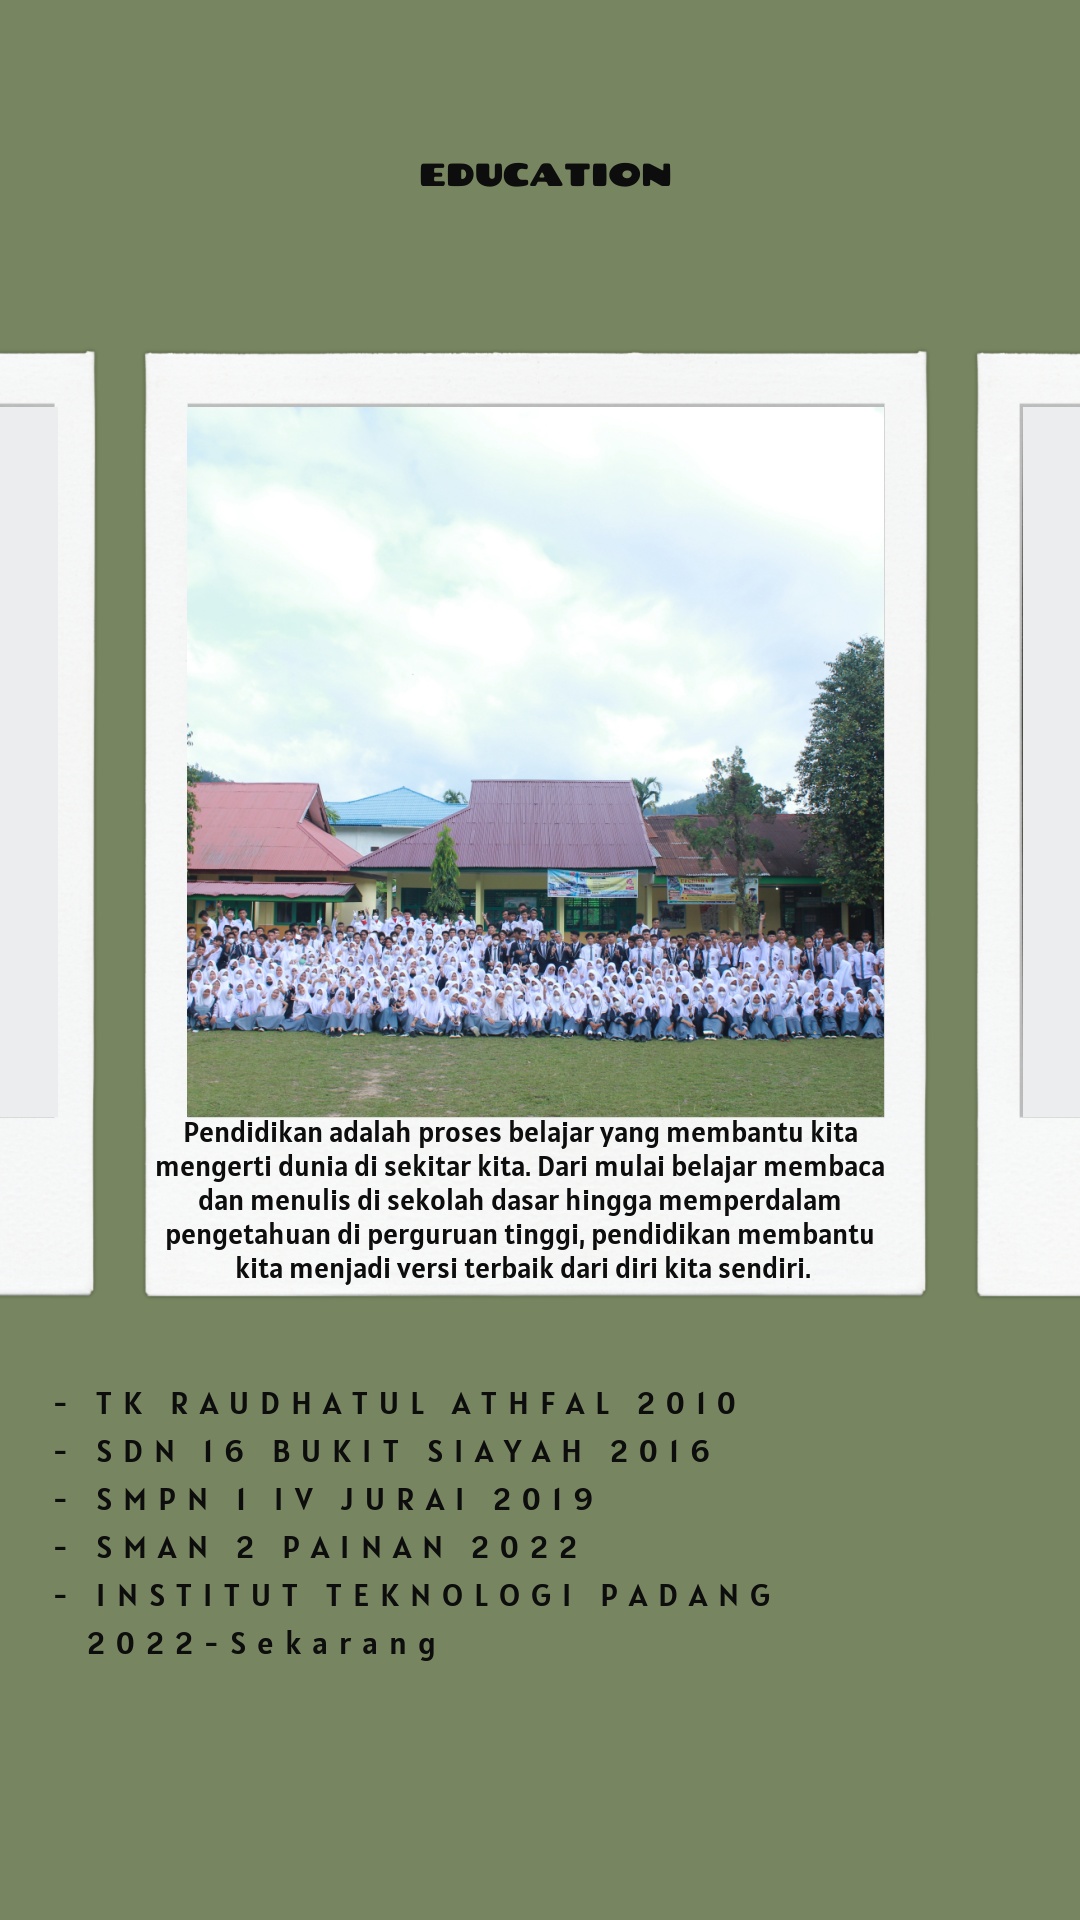 EDUCATION
Pendidikan adalah proses belajar yang membantu kita
mengerti dunia di sekitar kita. Dari mulai belajar membaca
dan menulis di sekolah dasar hingga memperdalam
pengetahuan di perguruan tinggi, pendidikan membantu
kita menjadi versi terbaik dari diri kita sendiri.
- TK RAUDHATUL ATHFAL 2010
- SDN 16 BUKIT SIAYAH 2016
- SMPN 1 IV JURAI 2019
- SMAN 2 PAINAN 2022
- INSTITUT TEKNOLOGI PADANG
2022-Sekarang